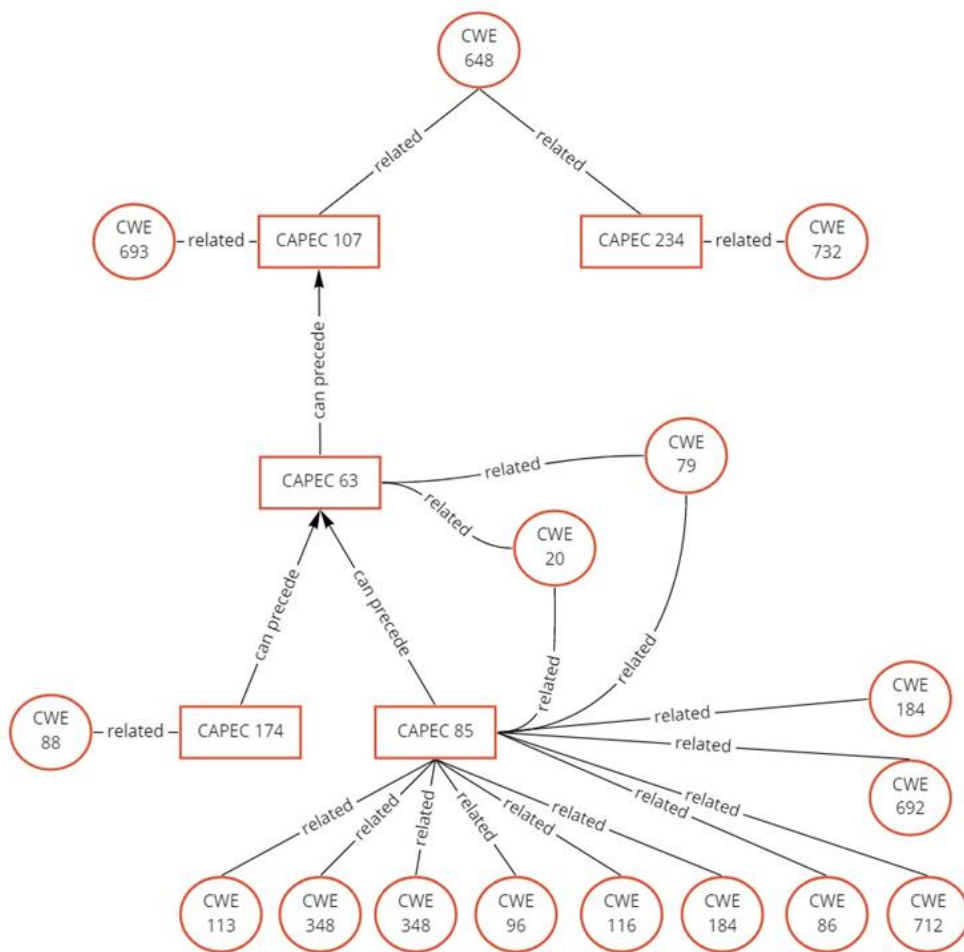 CWE
648
related
related
CWE
693
related
CAPEC 107
CAPEC 234
related
CWE
732
can precede
CAPEC 63
related
CWE
79
related
CWE
20
can precede
can precede
related
related
CWE
88
related
CAPEC 174
CAPEC 85
related
CWE
184
related
CWE
692
related
related
related
related
related
related
related
related
CWE
113
CWE
348
CWE
348
CWE
96
CWE
116
CWE
184
CWE
86
CWE
712